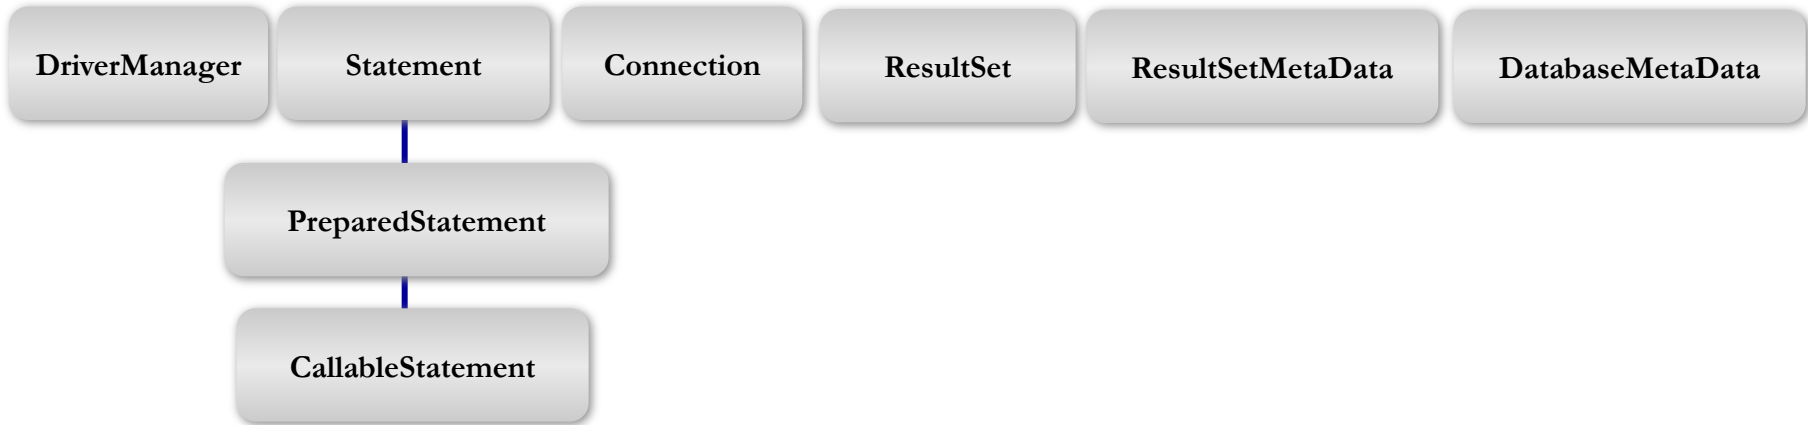 DriverManager
Statement
Connection
ResultSet
ResultSetMetaData
DatabaseMetaData
PreparedStatement
CallableStatement